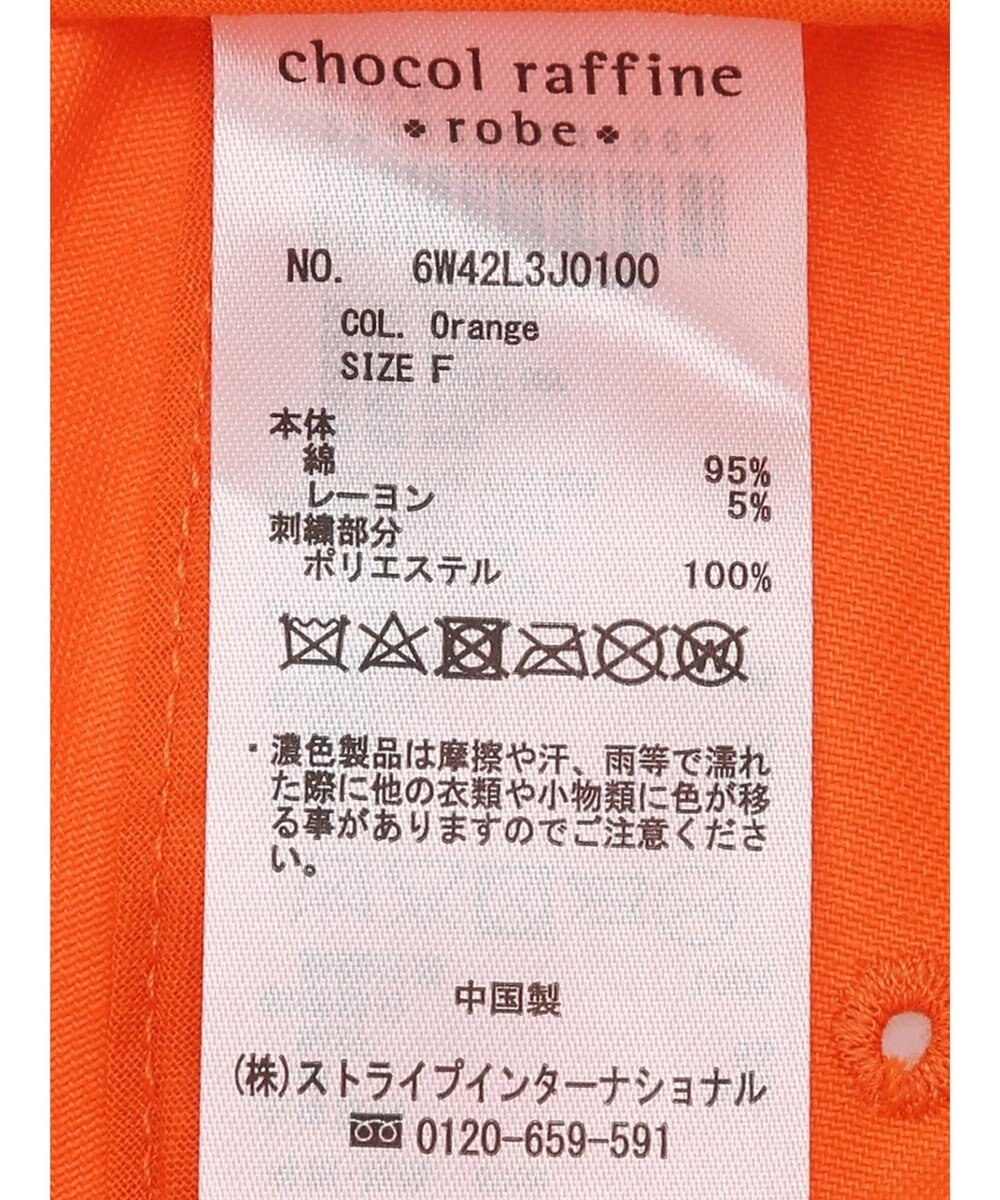 chocol raffine
robe
NO. 6W42L3J0100
COL. Orange
SIZE F
本体
綿 95%
レーヨン 5%
刺繍部分
ポリエステル 100%
W
・濃色製品は摩擦や汗、雨等で濡れ
た際に他の衣類や小物類に色が移
る事がありますのでご注意くださ
い。
中国製
(株)ストライプインターナショナル
0120-659-591